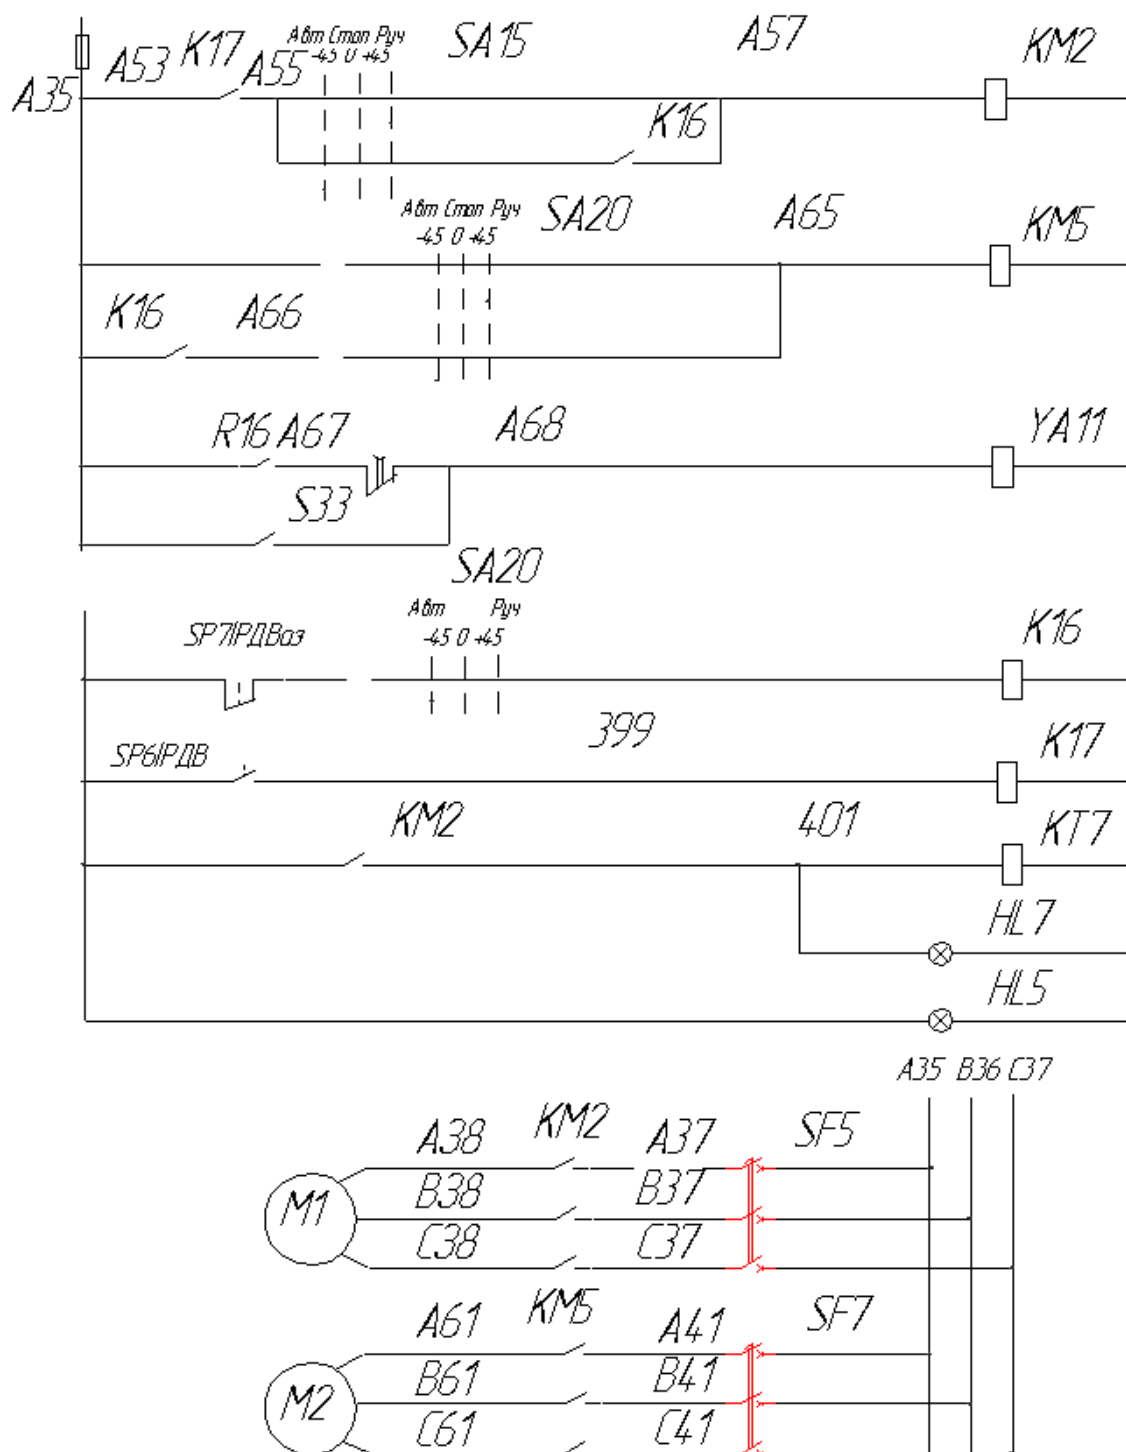 Авт Стоп Руч
-45 0 +45
SA15
A57
KM2
A35
A53
K17
A55
K16
Авт Стоп Руч
-45 0 +45
SA20
A65
KM5
K16
A66
R16
A67
A68
YA11
S33
SA20
Авт Руч
-45 0 +45
SP7/РДВоз
K16
399
SP6/РДВ
K17
KM2
401
KT7
HL7
HL5
A35 B36 C37
A38
KM2
A37
SF5
M1
B38
B37
C38
C37
A61
KM5
A41
SF7
M2
B61
B41
C61
C41